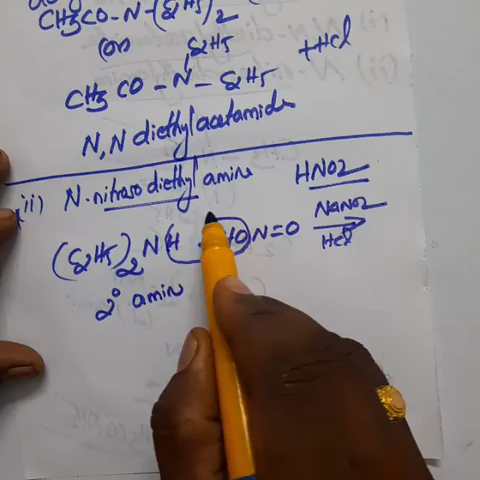 CH3CO-N-(C2H5)2
(or) C2H5 +HCl
CH3 CO - N - C2H5
N,N diethyl acetamide
ii) N-nitroso diethyl amine HNO2
(C2H5)2 N H HO N=O NANO2
HCl
2° amine